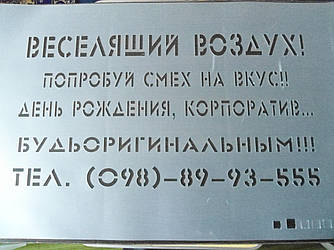 ВЕСЕЛЯЩИЙ ВОЗДУХ!
ПОПРОБУЙ СМЕХ НА ВКУС!!
ДЕНЬ РОЖДЕНИЯ, КОРПОРАТИВ...
БУДЬОРИГИНАЛЬНЫМ!!!
ТЕЛ. (098)-89-93-555